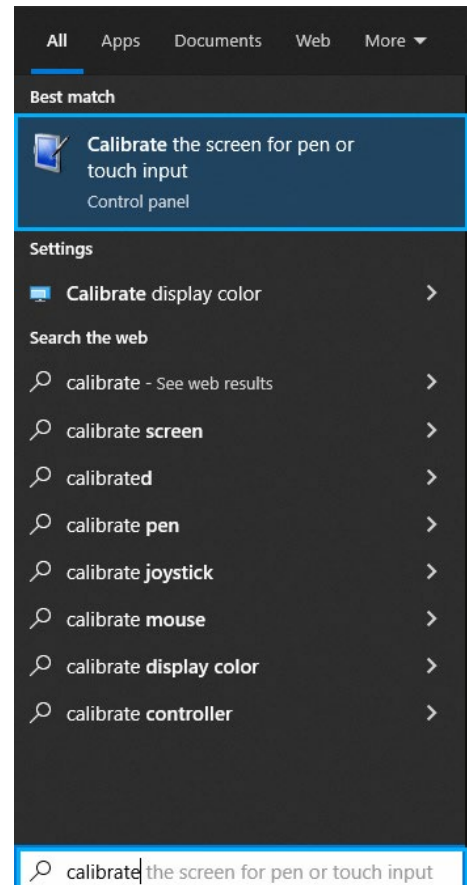 All Apps Documents Web More
Best match
Calibrate the screen for pen or
touch input
Control panel
Settings
Calibrate display color
Search the web
calibrate - See web results
calibrate screen
calibrated
calibrate pen
calibrate joystick
calibrate mouse
calibrate display color
calibrate controller
calibrate the screen for pen or touch input